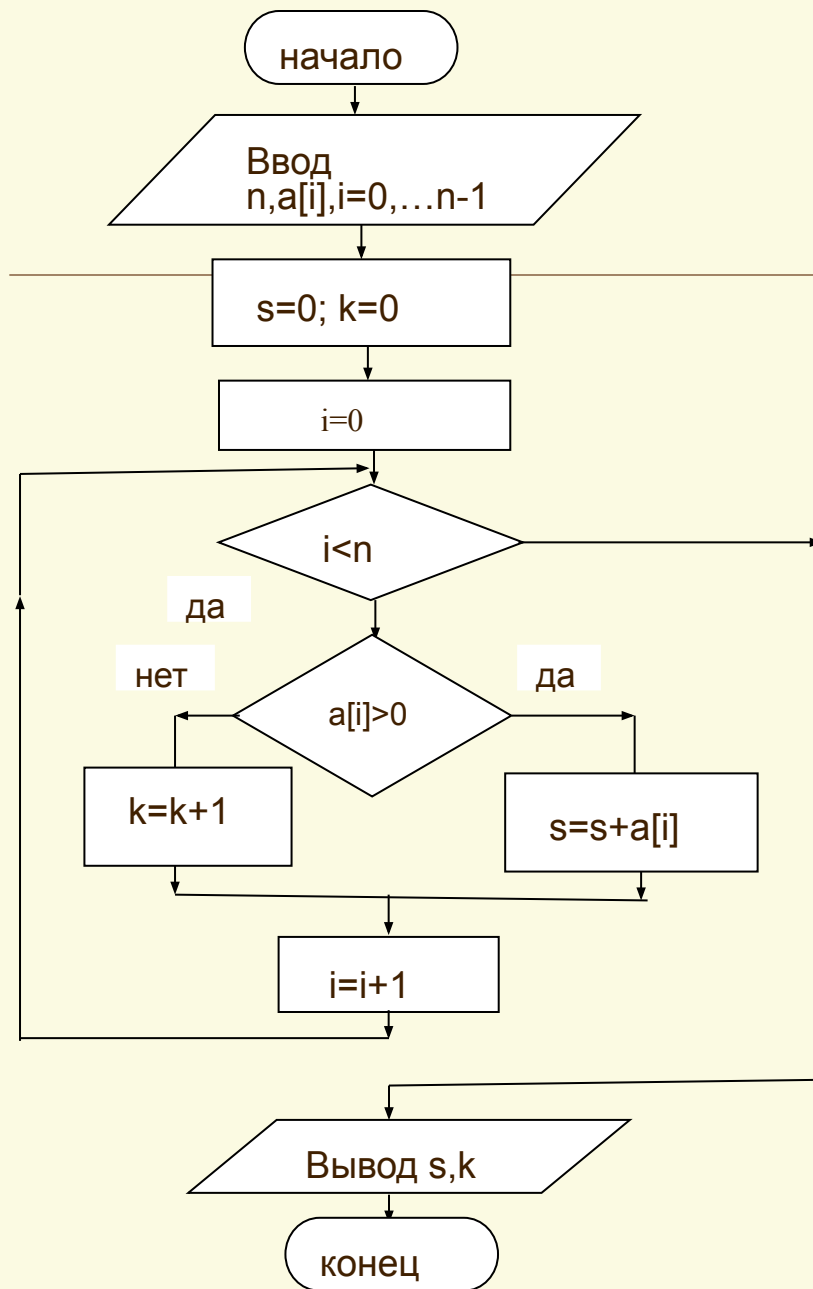 начало
Ввод
n,a[i],i=0,…n-1
s=0; k=0
i=0
i<n
да
нет
да
a[i]>0
k=k+1
s=s+a[i]
i=i+1
Вывод s,k
конец